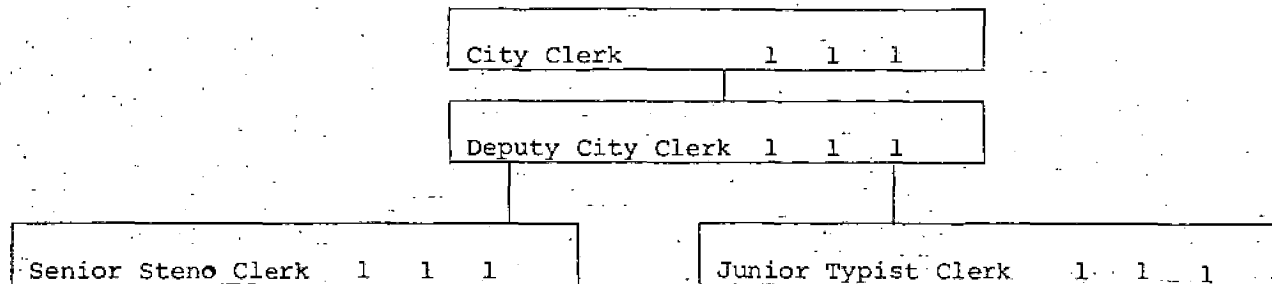 City Clerk 1 1 1
Deputy City Clerk 1 1 1
Senior Steno Clerk 1 1 1
Junior Typist Clerk 1 1 1